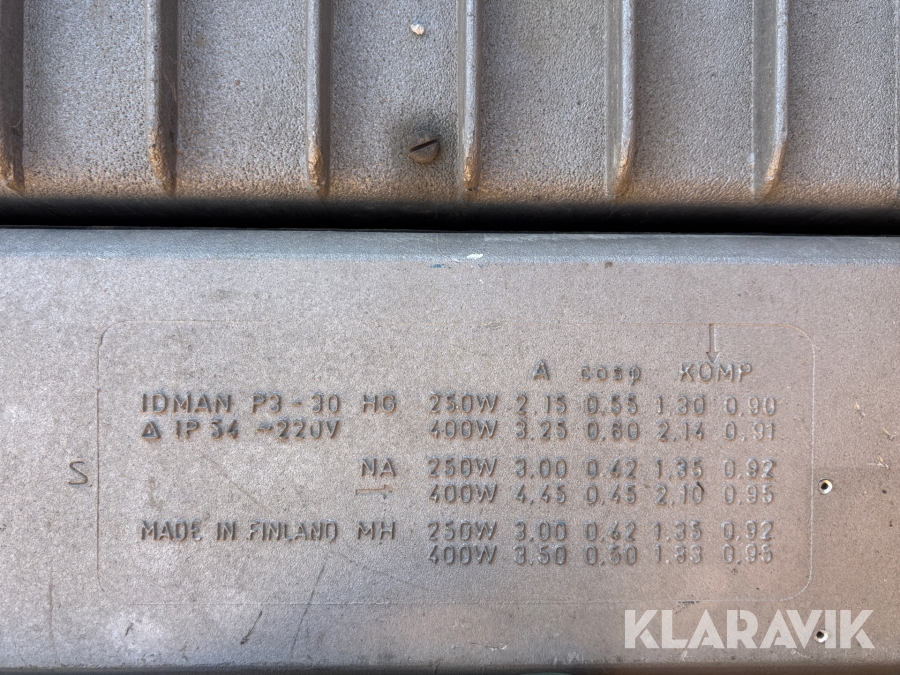 KLARAVIK
A cosφ KOMP
IDMAN P3-30 HG 250W 2,15 0,55 1,30 0,90
△ IP 54 ~220V 400W 3,25 0,60 2,14 0,91
NA 250W 3,00 0,42 1,35 0,92
S 400W 4,45 0,45 2,10 0,95
MADE IN FINLAND MH 250W 3,00 0,42 1,35 0,92
400W 3,50 0,50 1,83 0,95
KLARAVIK